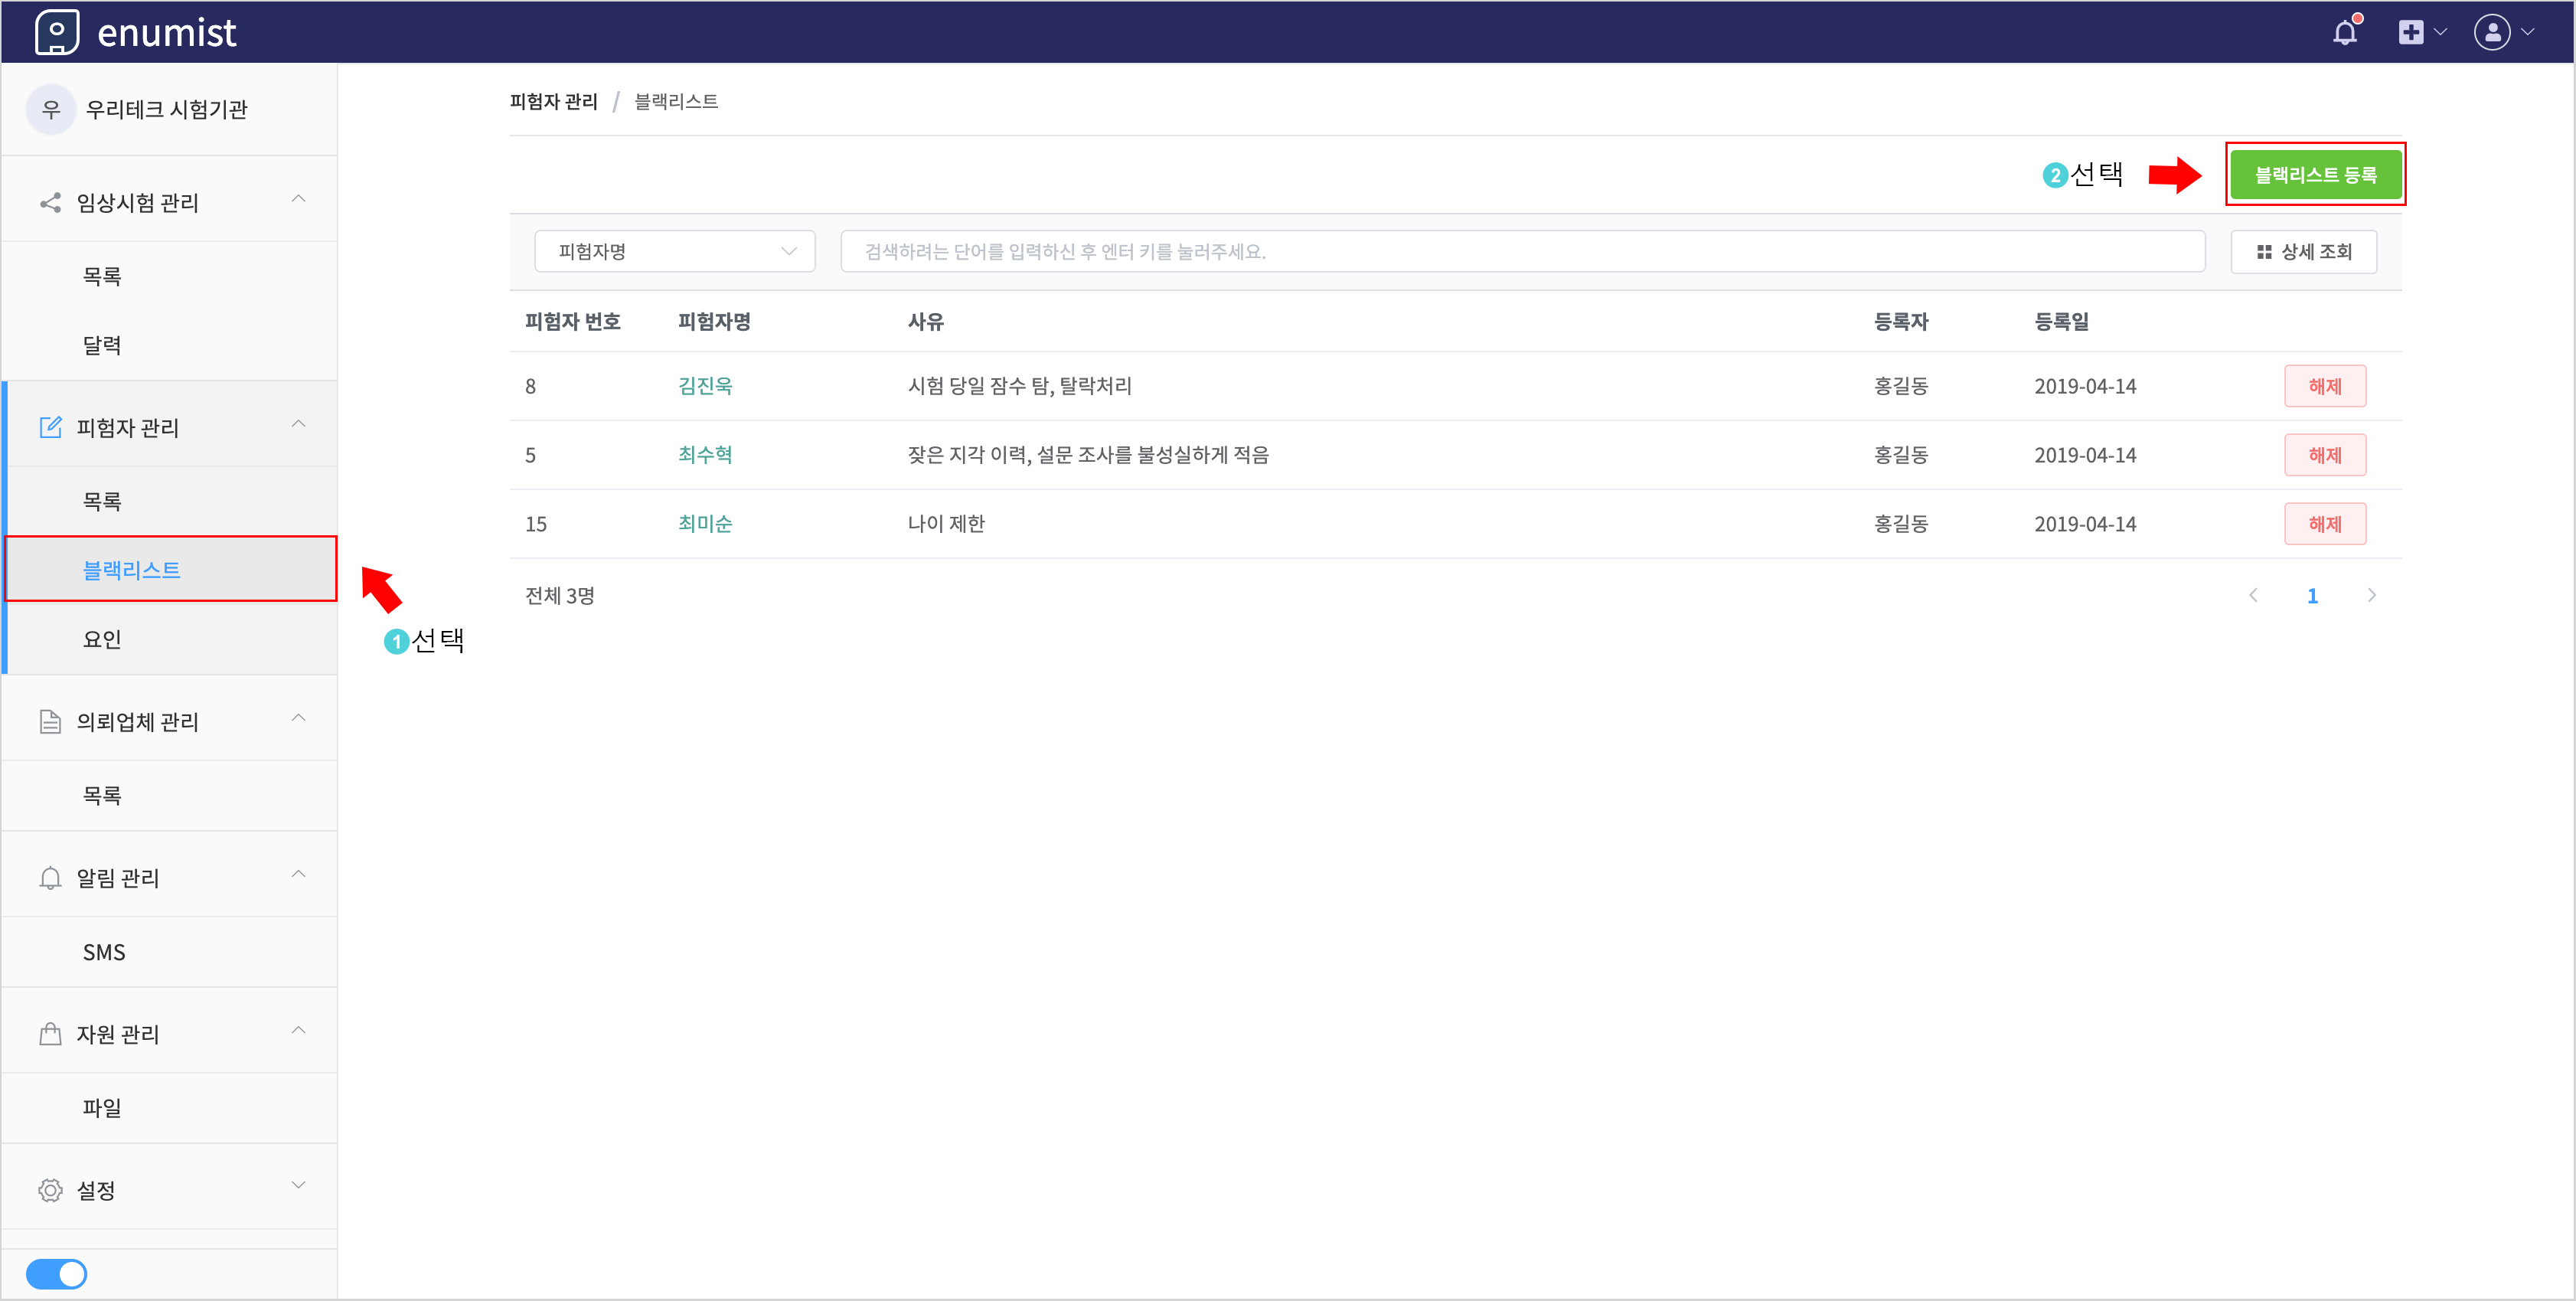 enumist
우 우리테크 시험기관
임상시험 관리
목록
달력
피험자 관리
목록
블랙리스트
요인
의뢰업체 관리
목록
알림 관리
SMS
자원 관리
파일
설정
1 선택
피험자 관리 / 블랙리스트
2 선택
블랙리스트 등록
피험자명 검색하려는 단어를 입력하신 후 엔터 키를 눌러주세요. 상세 조회
피험자 번호 피험자명 사유 등록자 등록일
8 김진욱 시험 당일 잠수 탐, 탈락처리 홍길동 2019-04-14 해제
5 최수혁 잦은 지각 이력, 설문 조사를 불성실하게 적음 홍길동 2019-04-14 해제
15 최미순 나이 제한 홍길동 2019-04-14 해제
전체 3명 1